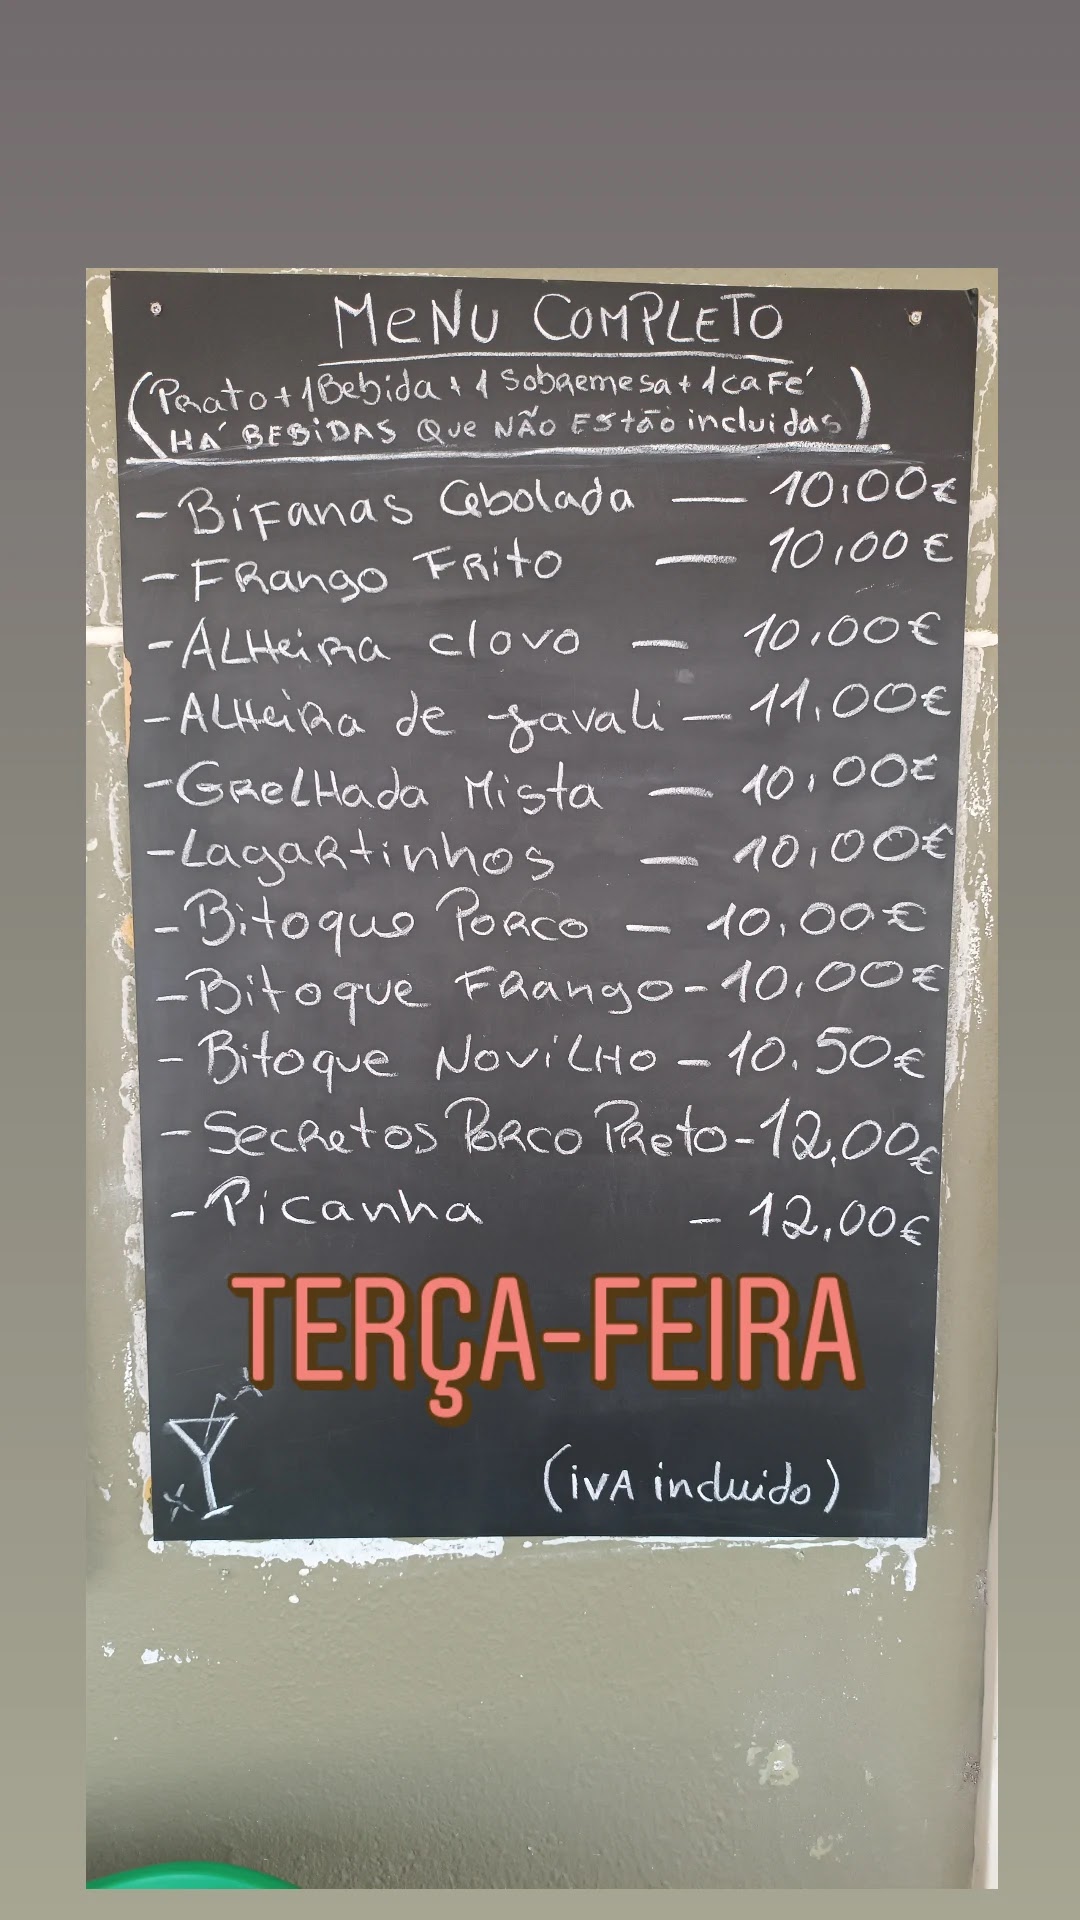 MeNU COMPLETO
(Prato + 1 Bebida + 1 Sobremesa + 1 café
HÁ BEBIDAS Que NÃO EStão incluidas)
- Bifanas Cebolada — 10,00€
- Frango Frito — 10,00€
- ALHeira c/ovo — 10,00€
- ALHeira de javali — 11,00€
- GReLHada Mista — 10,00€
- Lagartinhos — 10,00€
- Bitoque Porco — 10,00€
- Bitoque Frango - 10,00€
- Bitoque NoviLHo - 10.50€
- Secretos Porco Preto - 12,00€
- Picanha - 12,00€
TERÇA-FEIRA
(iVA incluido)